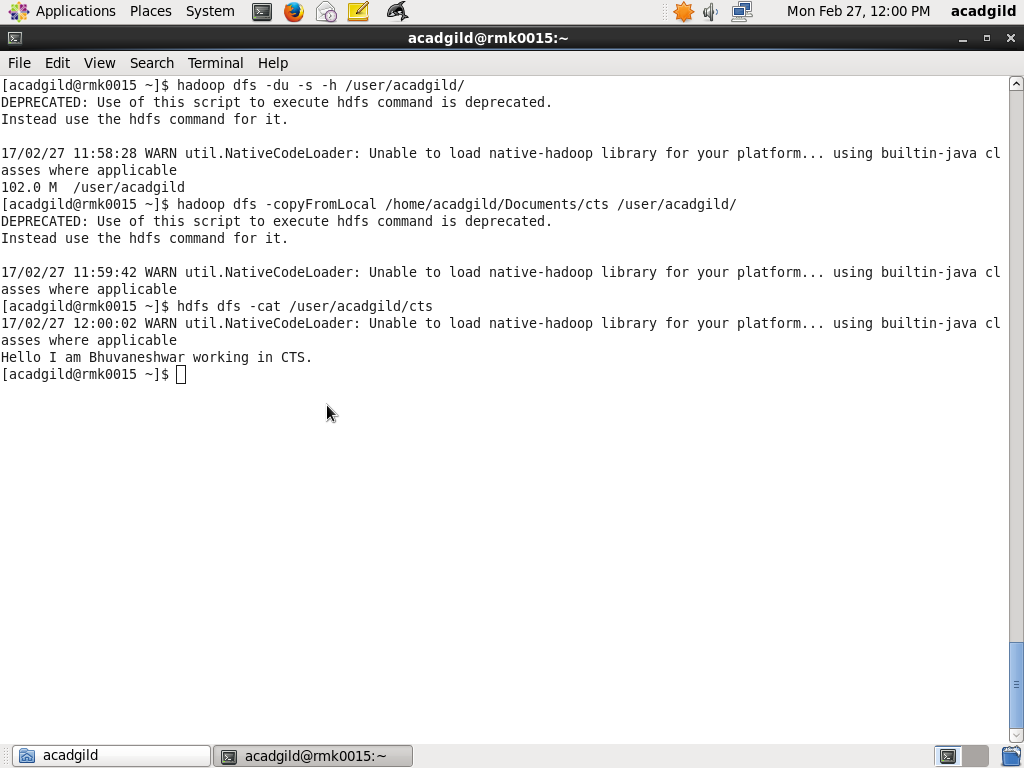 Applications Places System
Mon Feb 27, 12:00 PM acadgild
acadgild@rmk0015:~
File Edit View Search Terminal Help
[acadgild@rmk0015 ~]$ hadoop dfs -du -s -h /user/acadgild/
DEPRECATED: Use of this script to execute hdfs command is deprecated.
Instead use the hdfs command for it.
17/02/27 11:58:28 WARN util.NativeCodeLoader: Unable to load native-hadoop library for your platform... using builtin-java cl
asses where applicable
102.0 M  /user/acadgild
[acadgild@rmk0015 ~]$ hadoop dfs -copyFromLocal /home/acadgild/Documents/cts /user/acadgild/
DEPRECATED: Use of this script to execute hdfs command is deprecated.
Instead use the hdfs command for it.
17/02/27 11:59:42 WARN util.NativeCodeLoader: Unable to load native-hadoop library for your platform... using builtin-java cl
asses where applicable
[acadgild@rmk0015 ~]$ hdfs dfs -cat /user/acadgild/cts
17/02/27 12:00:02 WARN util.NativeCodeLoader: Unable to load native-hadoop library for your platform... using builtin-java cl
asses where applicable
Hello I am Bhuvaneshwar working in CTS.
[acadgild@rmk0015 ~]$
acadgild
acadgild@rmk0015:~